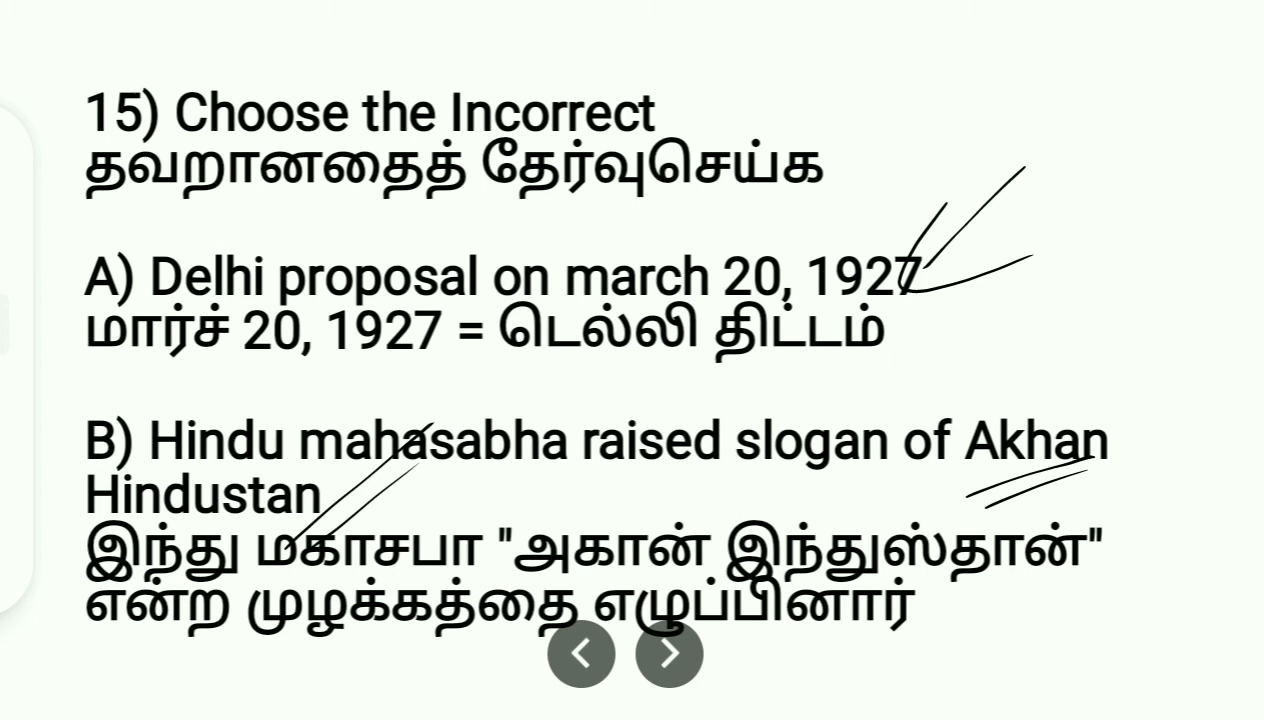 15) Choose the Incorrect
தவறானதைத் தேர்வுசெய்க
A) Delhi proposal on march 20, 1927
மார்ச் 20, 1927 = டெல்லி திட்டம்
B) Hindu mahasabha raised slogan of Akhan
Hindustan
இந்து மகாசபா "அகான் இந்துஸ்தான்"
என்ற முழக்கத்தை எழுப்பினார்